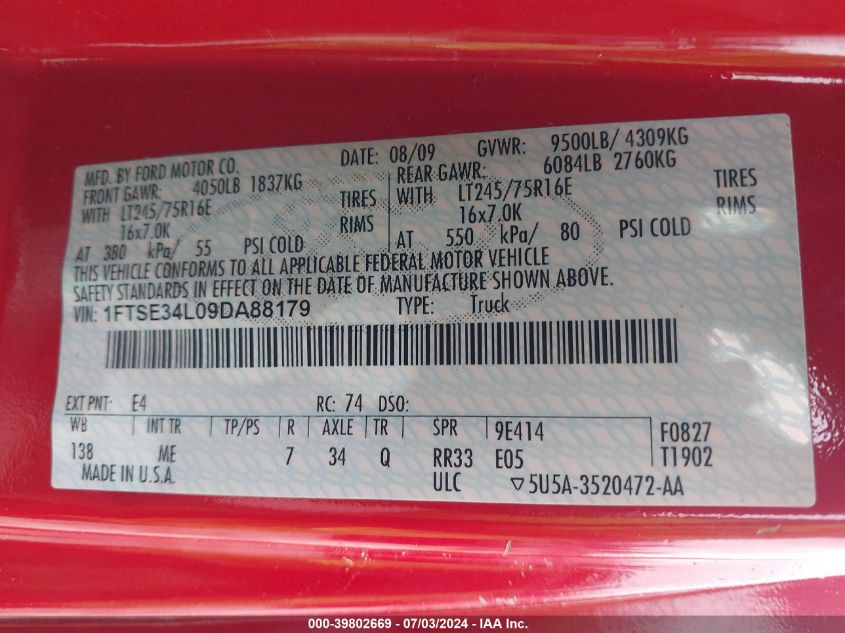 MFD. BY FORD MOTOR CO. DATE: 08/09 GVWR: 9500LB/ 4309KG
FRONT GAWR: 4050LB 1837KG REAR GAWR: 6084LB 2760KG
WITH LT245/75R16E TIRES WITH LT245/75R16E TIRES
16x7.0K RIMS 16x7.0K RIMS
AT 380 kPa/ 55 PSI COLD AT 550 kPa/ 80 PSI COLD
THIS VEHICLE CONFORMS TO ALL APPLICABLE FEDERAL MOTOR VEHICLE
SAFETY STANDARDS IN EFFECT ON THE DATE OF MANUFACTURE SHOWN ABOVE.
VIN: 1FTSE34L09DA88179 TYPE: Truck
EXT PNT: E4 RC: 74 DSO:
WB INT TR TP/PS R AXLE TR SPR 9E414 F0827
138 ME 7 34 Q RR33 E05 T1902
MADE IN U.S.A. ULC ▽5U5A-3520472-AA
000-39802669 - 07/03/2024 - IAA Inc.